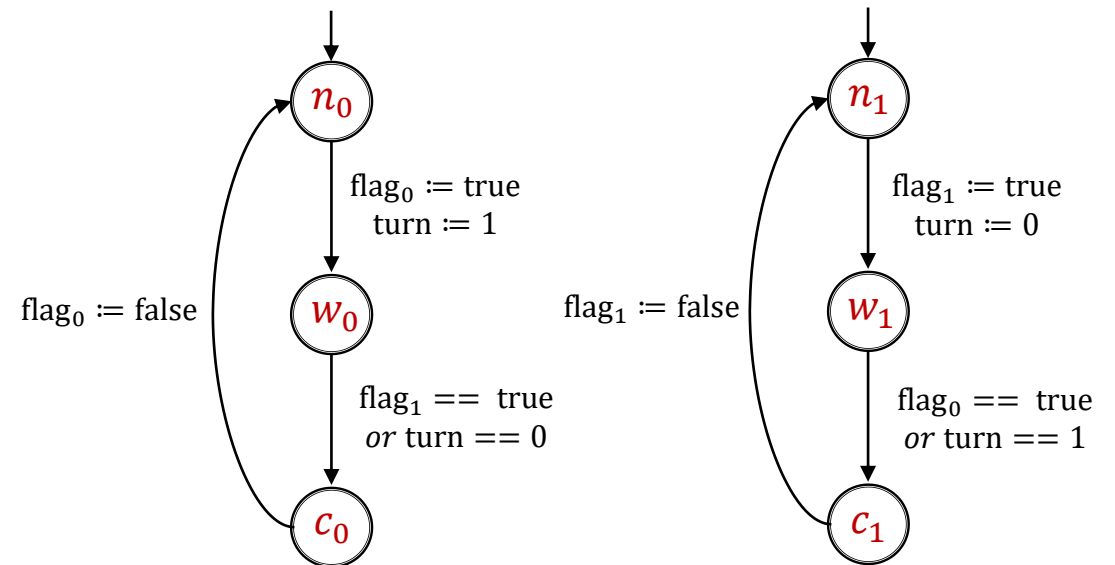 n₀
flag₀ ≔ true
turn ≔ 1
flag₀ ≔ false
w₀
flag₁ == true
or turn == 0
c₀
n₁
flag₁ ≔ true
turn ≔ 0
flag₁ ≔ false
w₁
flag₀ == true
or turn == 1
c₁